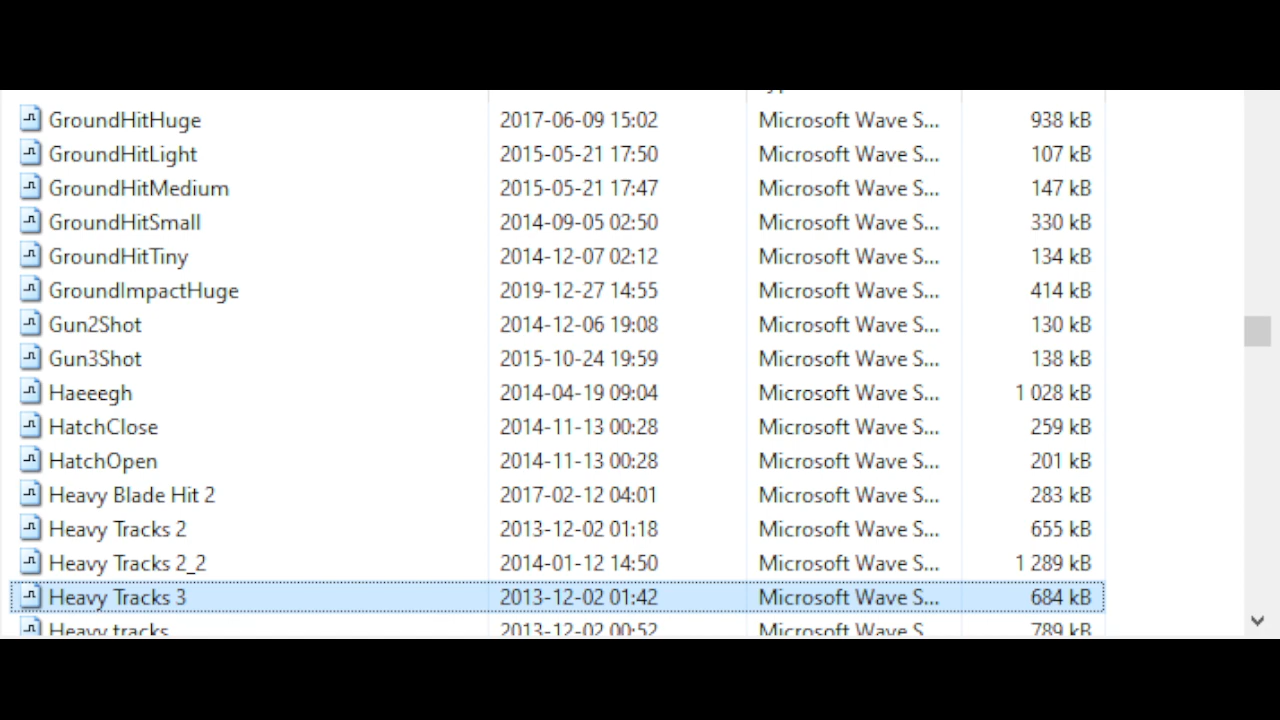 GroundHitHuge 2017-06-09 15:02 Microsoft Wave S... 938 kB
GroundHitLight 2015-05-21 17:50 Microsoft Wave S... 107 kB
GroundHitMedium 2015-05-21 17:47 Microsoft Wave S... 147 kB
GroundHitSmall 2014-09-05 02:50 Microsoft Wave S... 330 kB
GroundHitTiny 2014-12-07 02:12 Microsoft Wave S... 134 kB
GroundImpactHuge 2019-12-27 14:55 Microsoft Wave S... 414 kB
Gun2Shot 2014-12-06 19:08 Microsoft Wave S... 130 kB
Gun3Shot 2015-10-24 19:59 Microsoft Wave S... 138 kB
Haeeegh 2014-04-19 09:04 Microsoft Wave S... 1 028 kB
HatchClose 2014-11-13 00:28 Microsoft Wave S... 259 kB
HatchOpen 2014-11-13 00:28 Microsoft Wave S... 201 kB
Heavy Blade Hit 2 2017-02-12 04:01 Microsoft Wave S... 283 kB
Heavy Tracks 2 2013-12-02 01:18 Microsoft Wave S... 655 kB
Heavy Tracks 2_2 2014-01-12 14:50 Microsoft Wave S... 1 289 kB
Heavy Tracks 3 2013-12-02 01:42 Microsoft Wave S... 684 kB
Heavy tracks 2013-12-02 00:52 Microsoft Wave S 789 kB